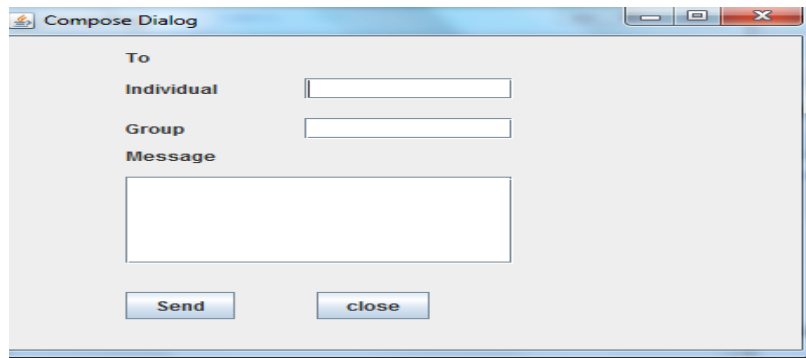 Compose Dialog
To
Individual
Group
Message
Send close